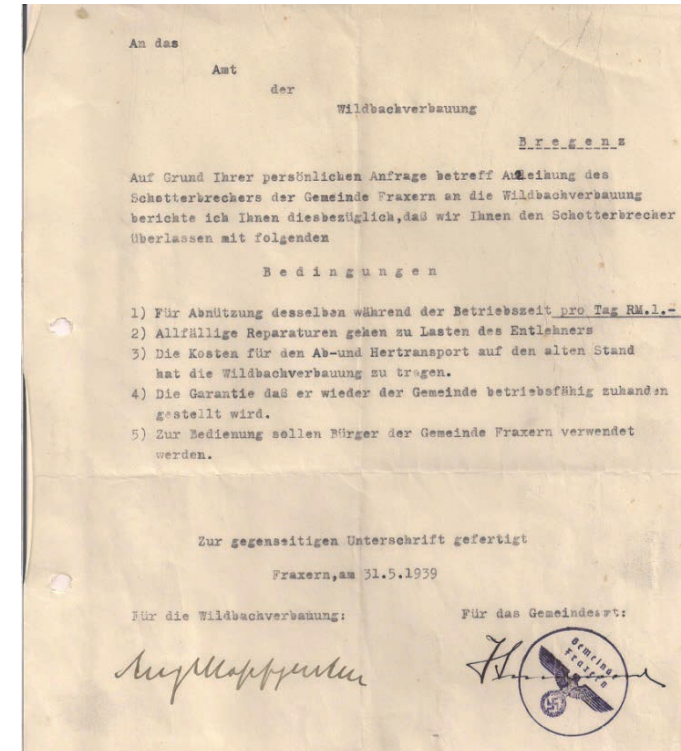 An das
Amt
der
Wildbachverbauung
Bregenz
Auf Grund Ihrer persönlichen Anfrage betreff Ausleihung des
Schotterbrechers der Gemeinde Fraxern an die Wildbachverbauung
berichte ich Ihnen diesbezüglich,daß wir Ihnen den Schotterbrecher
überlassen mit folgenden
Bedingungen
1) Für Abnützung desselben während der Betriebszeit pro Tag RM.1.-
2) Allfällige Reparaturen gehen zu Lasten des Entlehners
3) Die Kosten für den Ab-und Hertransport auf den alten Stand
hat die Wildbachverbauung zu tragen.
4) Die Garantie daß er wieder der Gemeinde betriebsfähig zuhanden
gestellt wird.
5) Zur Bedienung sollen Bürger der Gemeinde Fraxern verwendet
werden.
Zur gegenseitigen Unterschrift gefertigt
Fraxern,am 31.5.1939
Für die Wildbachverbauung:
Für das Gemeindeamt:
Gemeinde
Fraxern